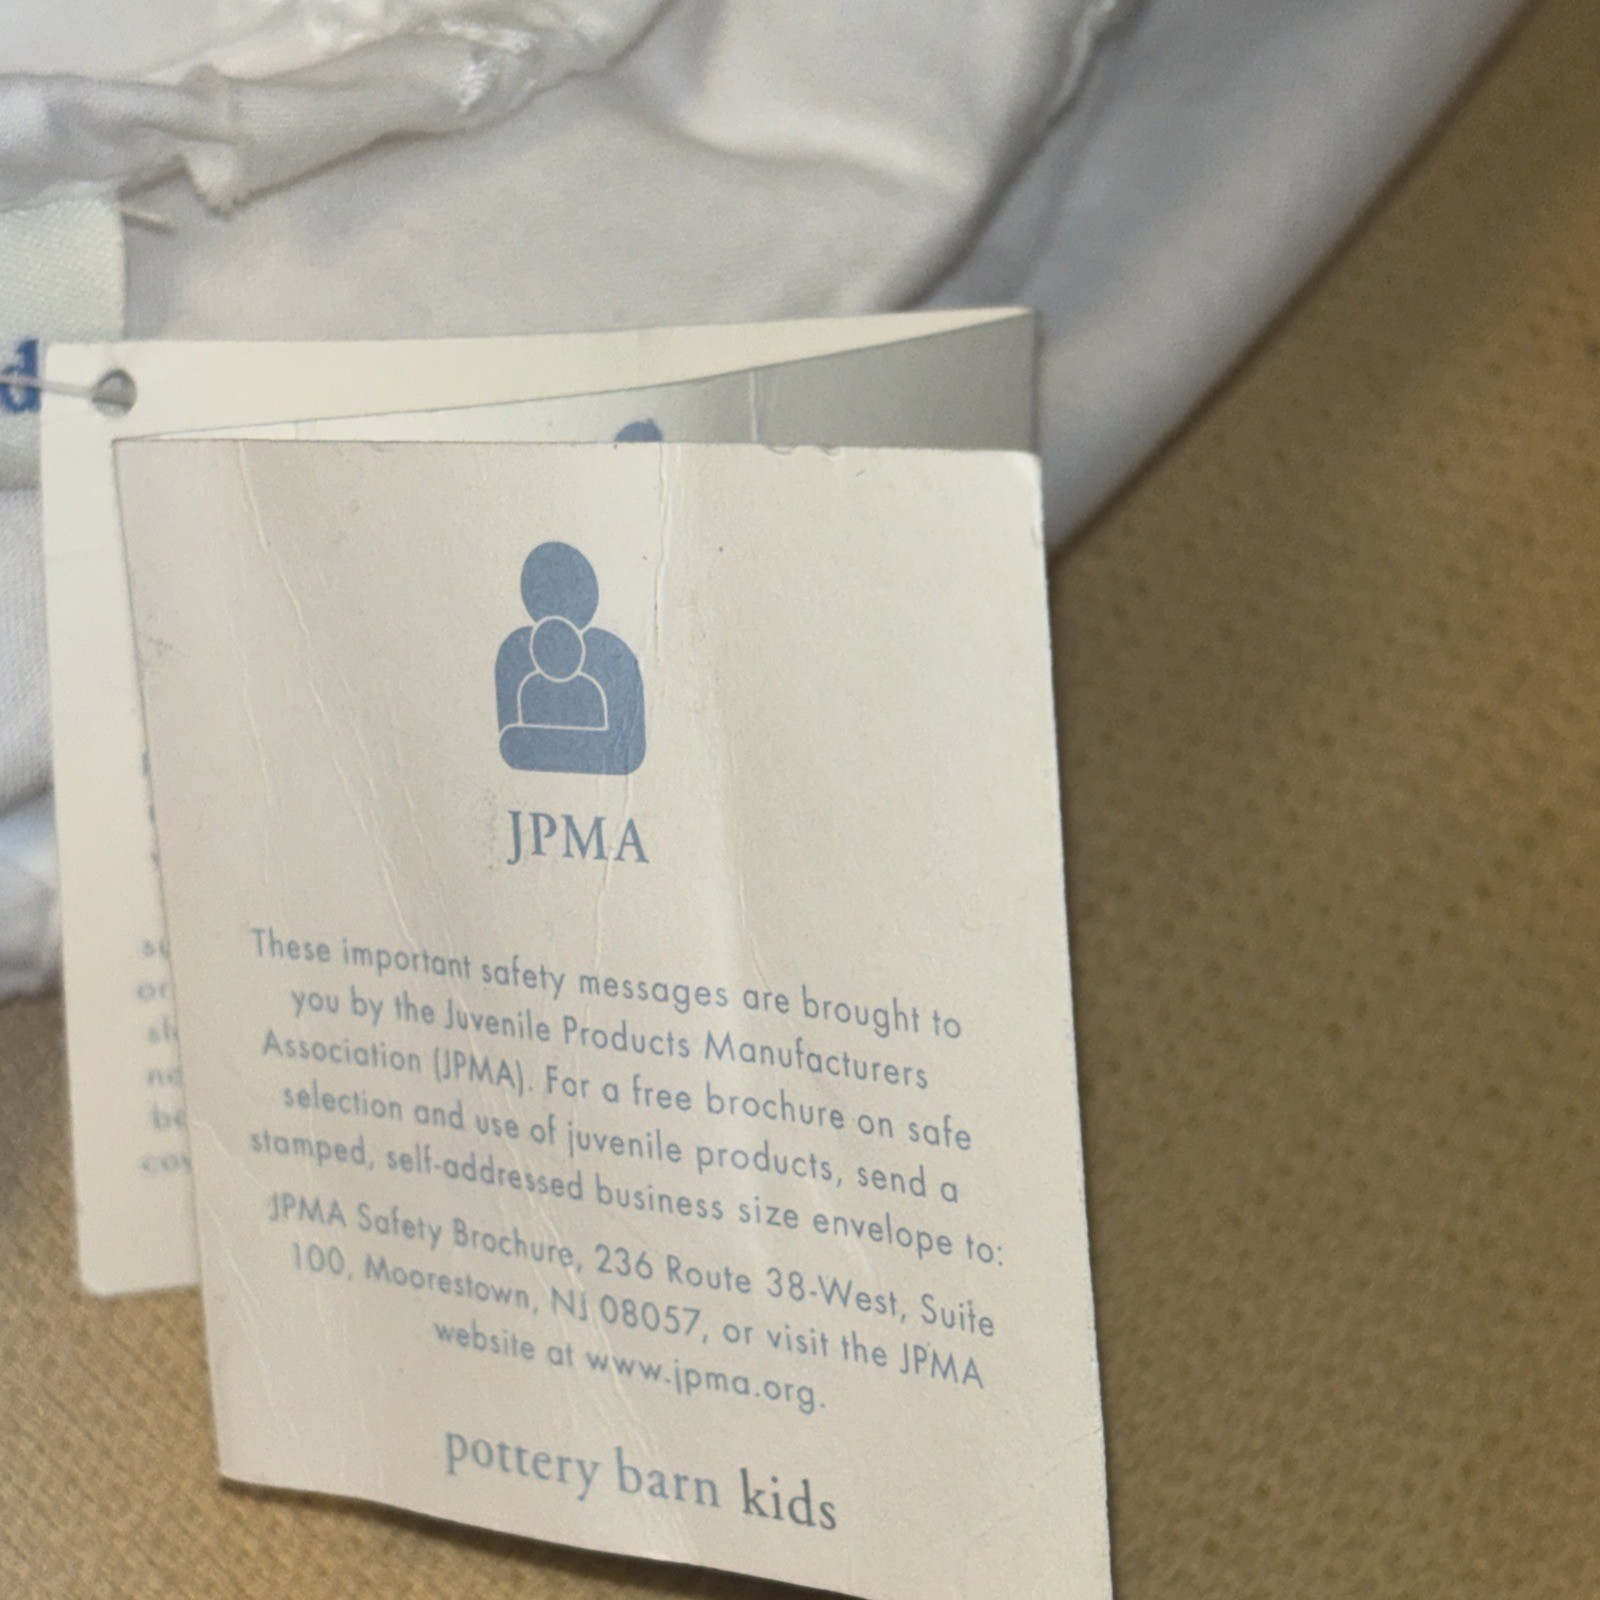 d
JPMA
These important safety messages are brought to
you by the Juvenile Products Manufacturers
Association (JPMA). For a free brochure on safe
selection and use of juvenile products, send a
stamped, self-addressed business size envelope to:
JPMA Safety Brochure, 236 Route 38-West, Suite
100, Moorestown, NJ 08057, or visit the JPMA
website at www.jpma.org.
pottery barn kids